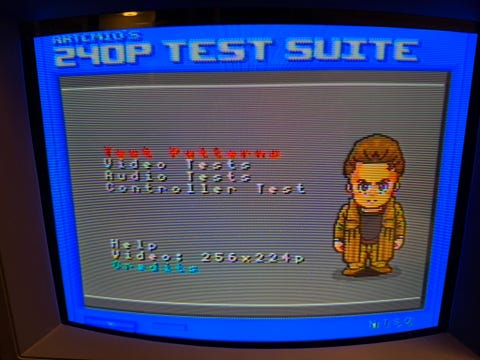 ARTEMIO'S
240P TEST SUITE
Test Patterns
Video Tests
Audio Tests
Controller Test
Help
Video: 256x224p
Credits
NTSC